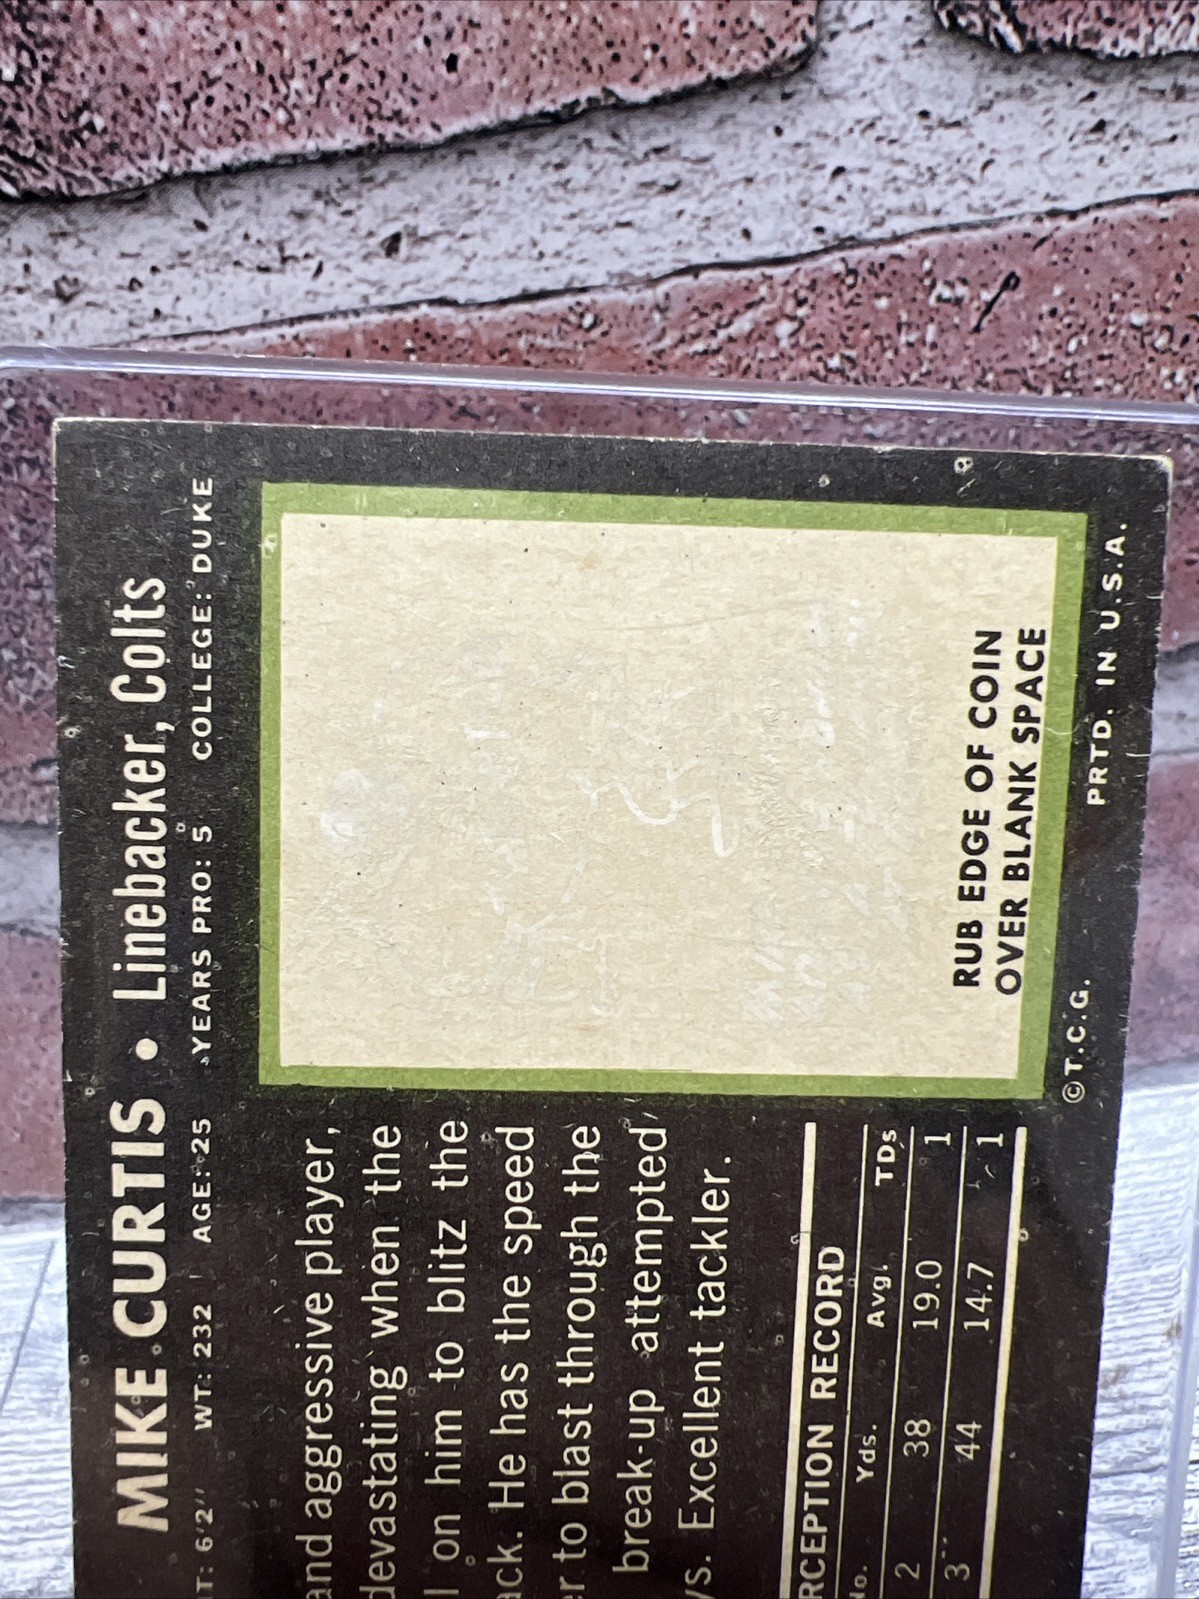 MIKE CURTIS • Linebacker, Colts
T: 6'2" WT: 232 AGE: 25 YEARS PRO: 5 COLLEGE: DUKE
and aggressive player,
devastating when the
l on him to blitz the
ack. He has the speed
er to blast through the
break-up attempted
s. Excellent tackler.
RCEPTION RECORD
No. Yds. Avg. TDs
2 38 19.0 1
3 44 14.7 1
RUB EDGE OF COIN
OVER BLANK SPACE
©T.C.G. PRTD. IN U.S.A.